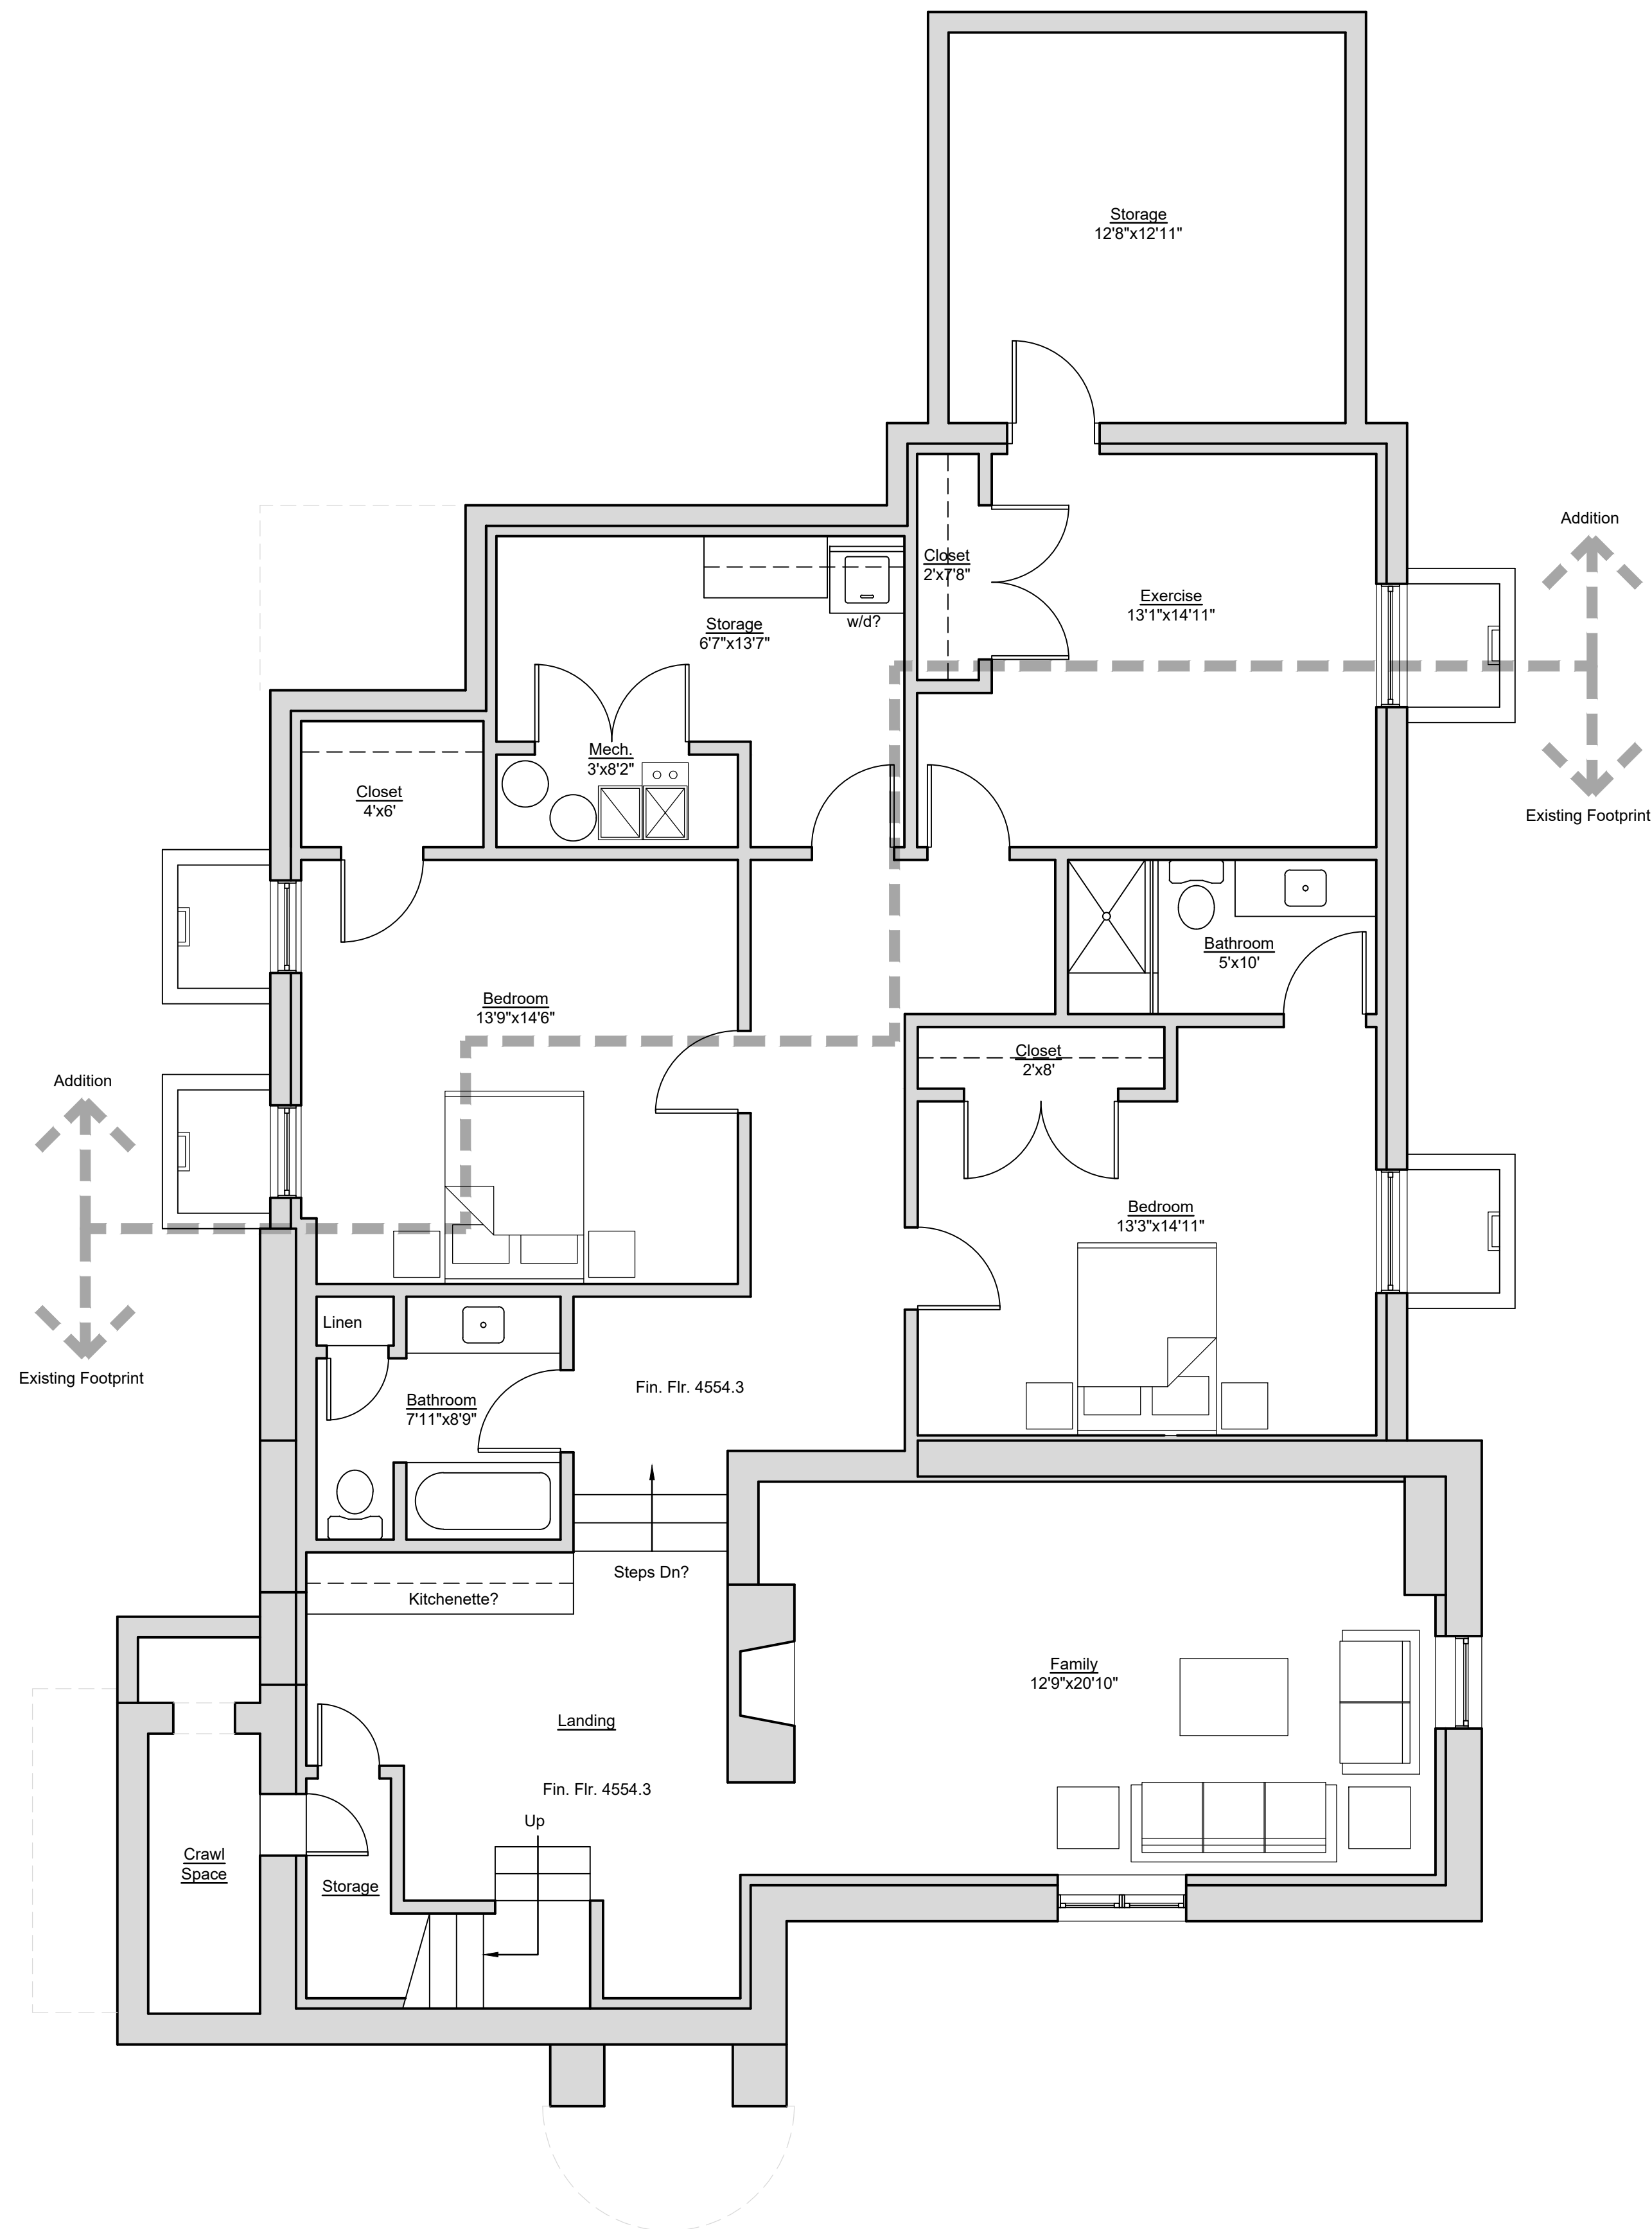 Storage
12'8"x12'11"
Addition
Closet
2'x7'8"
Exercise
13'1"x14'11"
w/d?
Storage
6'7"x13'7"
Mech.
3'x8'2"
Closet
4'x6'
Existing Footprint
Bathroom
5'x10'
Bedroom
13'9"x14'6"
Closet
2'x8'
Addition
Bedroom
13'3"x14'11"
Linen
Existing Footprint
Fin. Flr. 4554.3
Bathroom
7'11"x8'9"
Steps Dn?
Kitchenette?
Family
12'9"x20'10"
Landing
Fin. Flr. 4554.3
Up
Crawl
Space
Storage